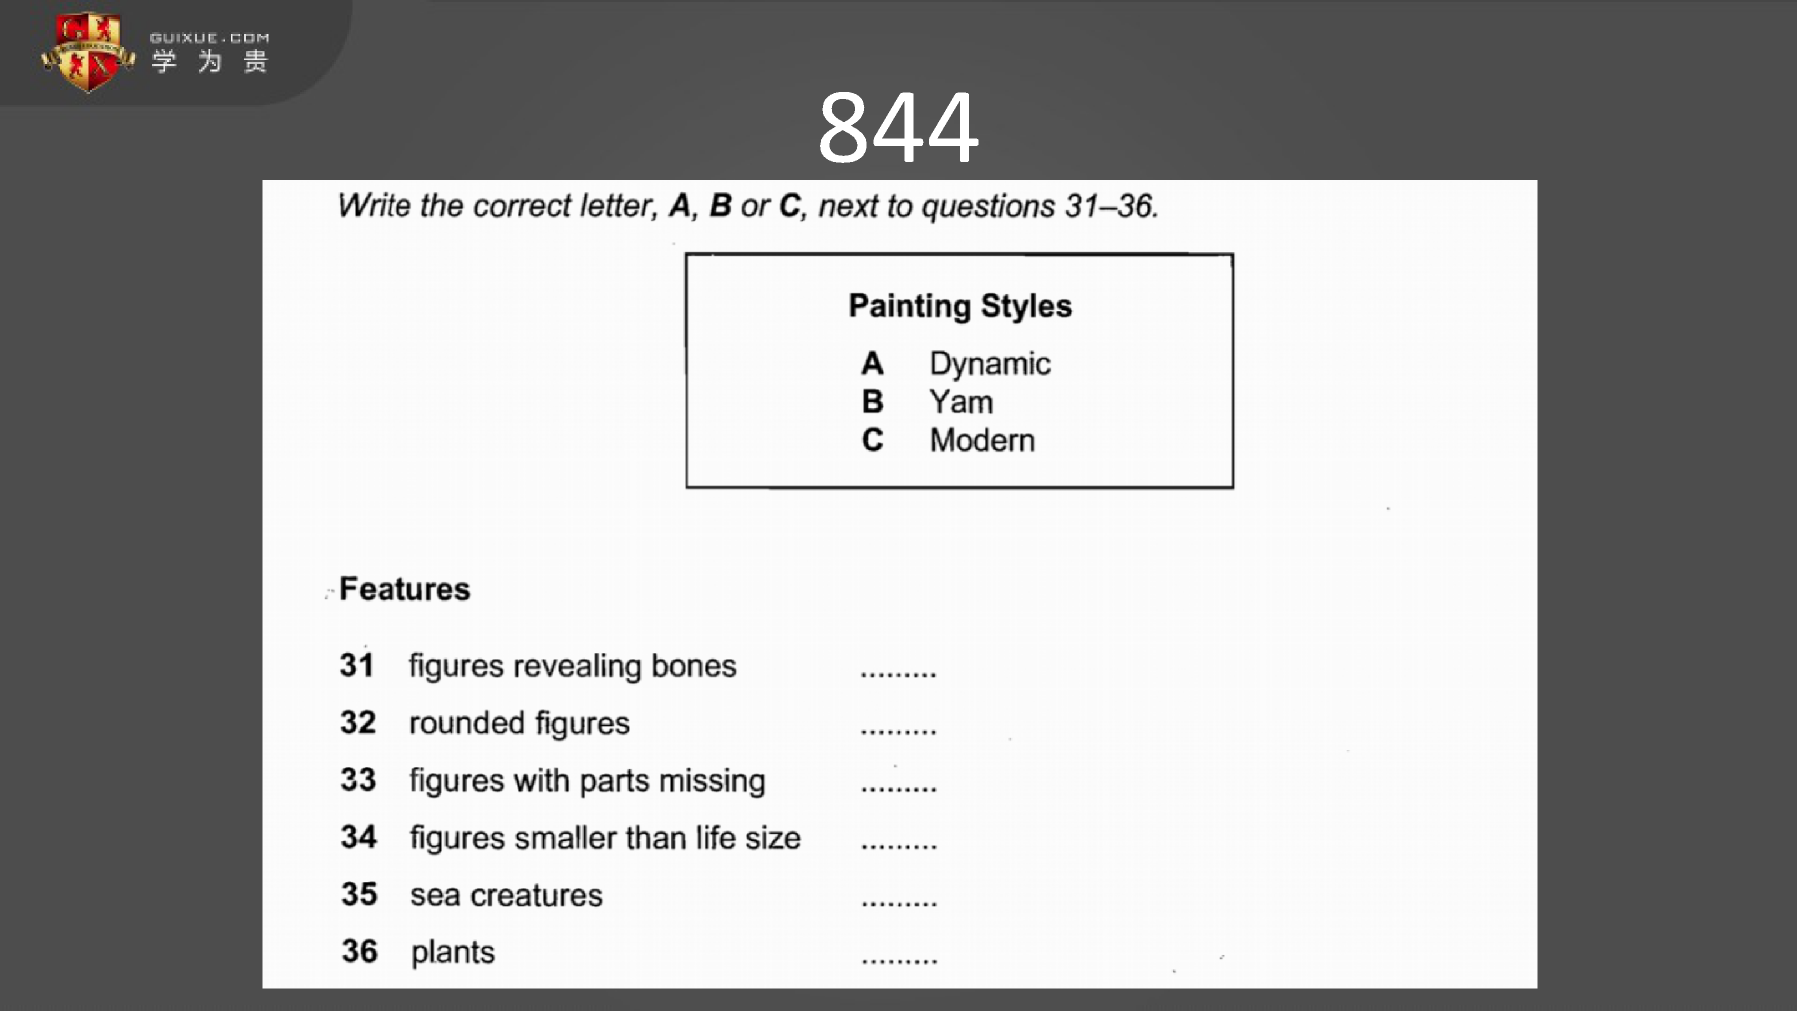 GUIXUE.COM
学为贵
844
Write the correct letter, A, B or C, next to questions 31–36.
Painting Styles
A Dynamic
B Yam
C Modern
Features
31 figures revealing bones .........
32 rounded figures .........
33 figures with parts missing .........
34 figures smaller than life size .........
35 sea creatures .........
36 plants .........